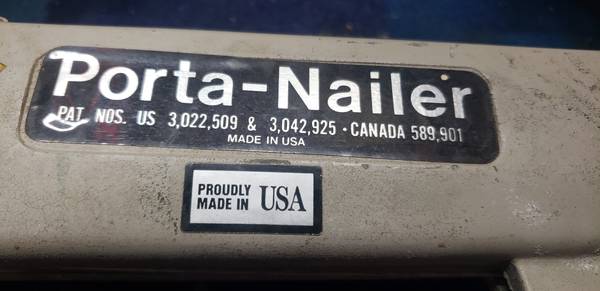 Porta-Nailer
PAT. NOS. US 3,022,509 & 3,042,925 · CANADA 589,901
MADE IN USA
PROUDLY
MADE IN USA